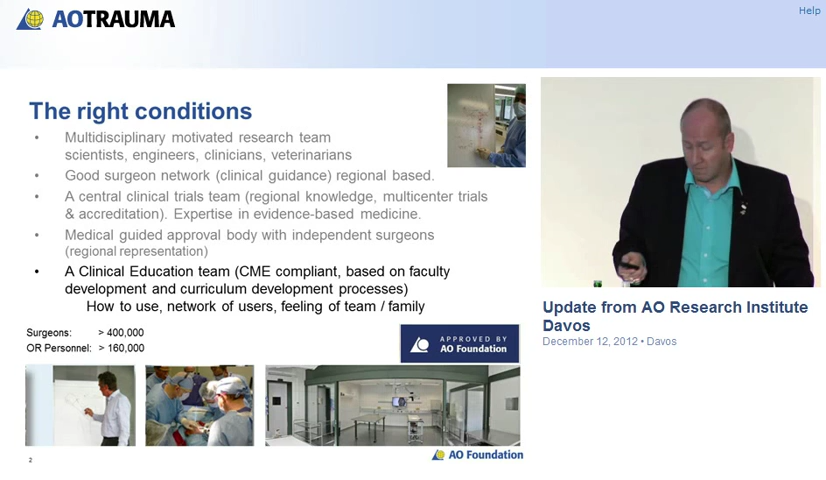 AOTRAUMA
Help
The right conditions
• Multidisciplinary motivated research team
scientists, engineers, clinicians, veterinarians
• Good surgeon network (clinical guidance) regional based.
• A central clinical trials team (regional knowledge, multicenter trials
& accreditation). Expertise in evidence-based medicine.
• Medical guided approval body with independent surgeons
(regional representation)
• A Clinical Education team (CME compliant, based on faculty
development and curriculum development processes)
How to use, network of users, feeling of team / family
Surgeons: > 400,000
OR Personnel: > 160,000
APPROVED BY
AO Foundation
2
AO Foundation
Update from AO Research Institute
Davos
December 12, 2012 • Davos